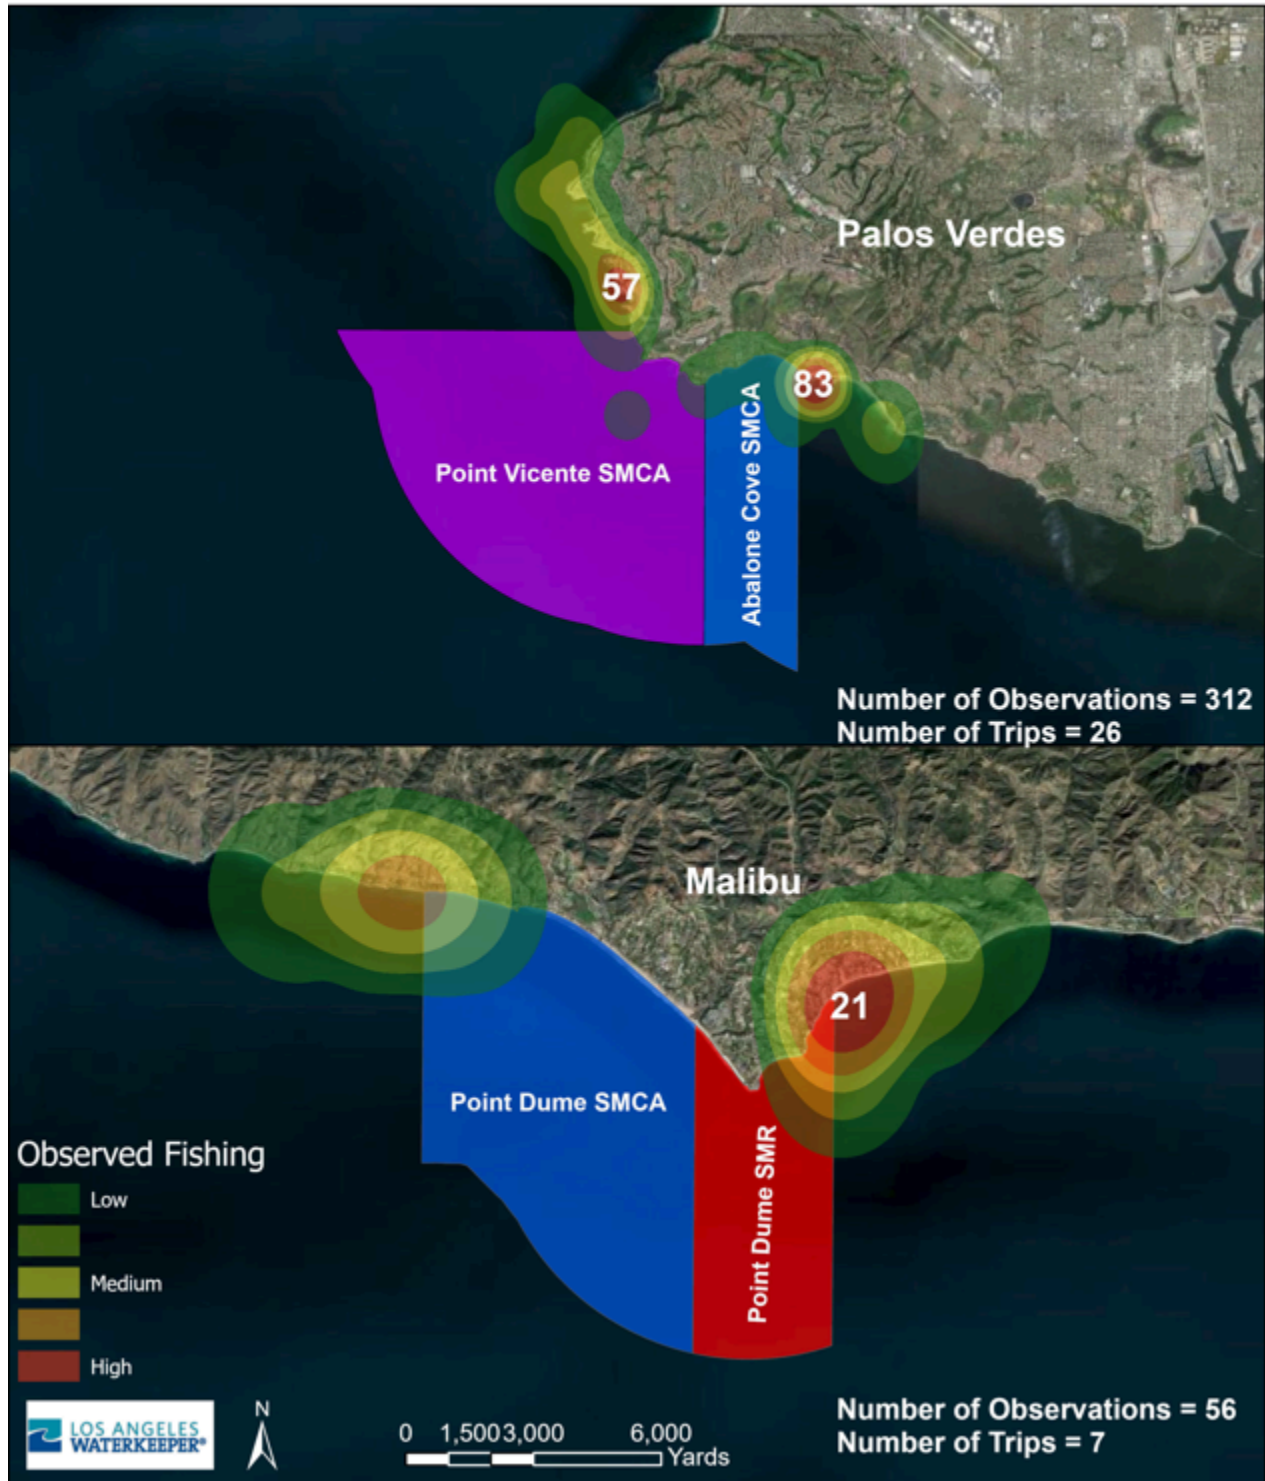 Palos Verdes
57
83
Point Vicente SMCA
Abalone Cove SMCA
Number of Observations = 312
Number of Trips = 26
Malibu
21
Point Dume SMCA
Point Dume SMR
Observed Fishing
Low
Medium
High
LOS ANGELES
WATERKEEPER®
N
0 1,500 3,000 6,000
Yards
Number of Observations = 56
Number of Trips = 7